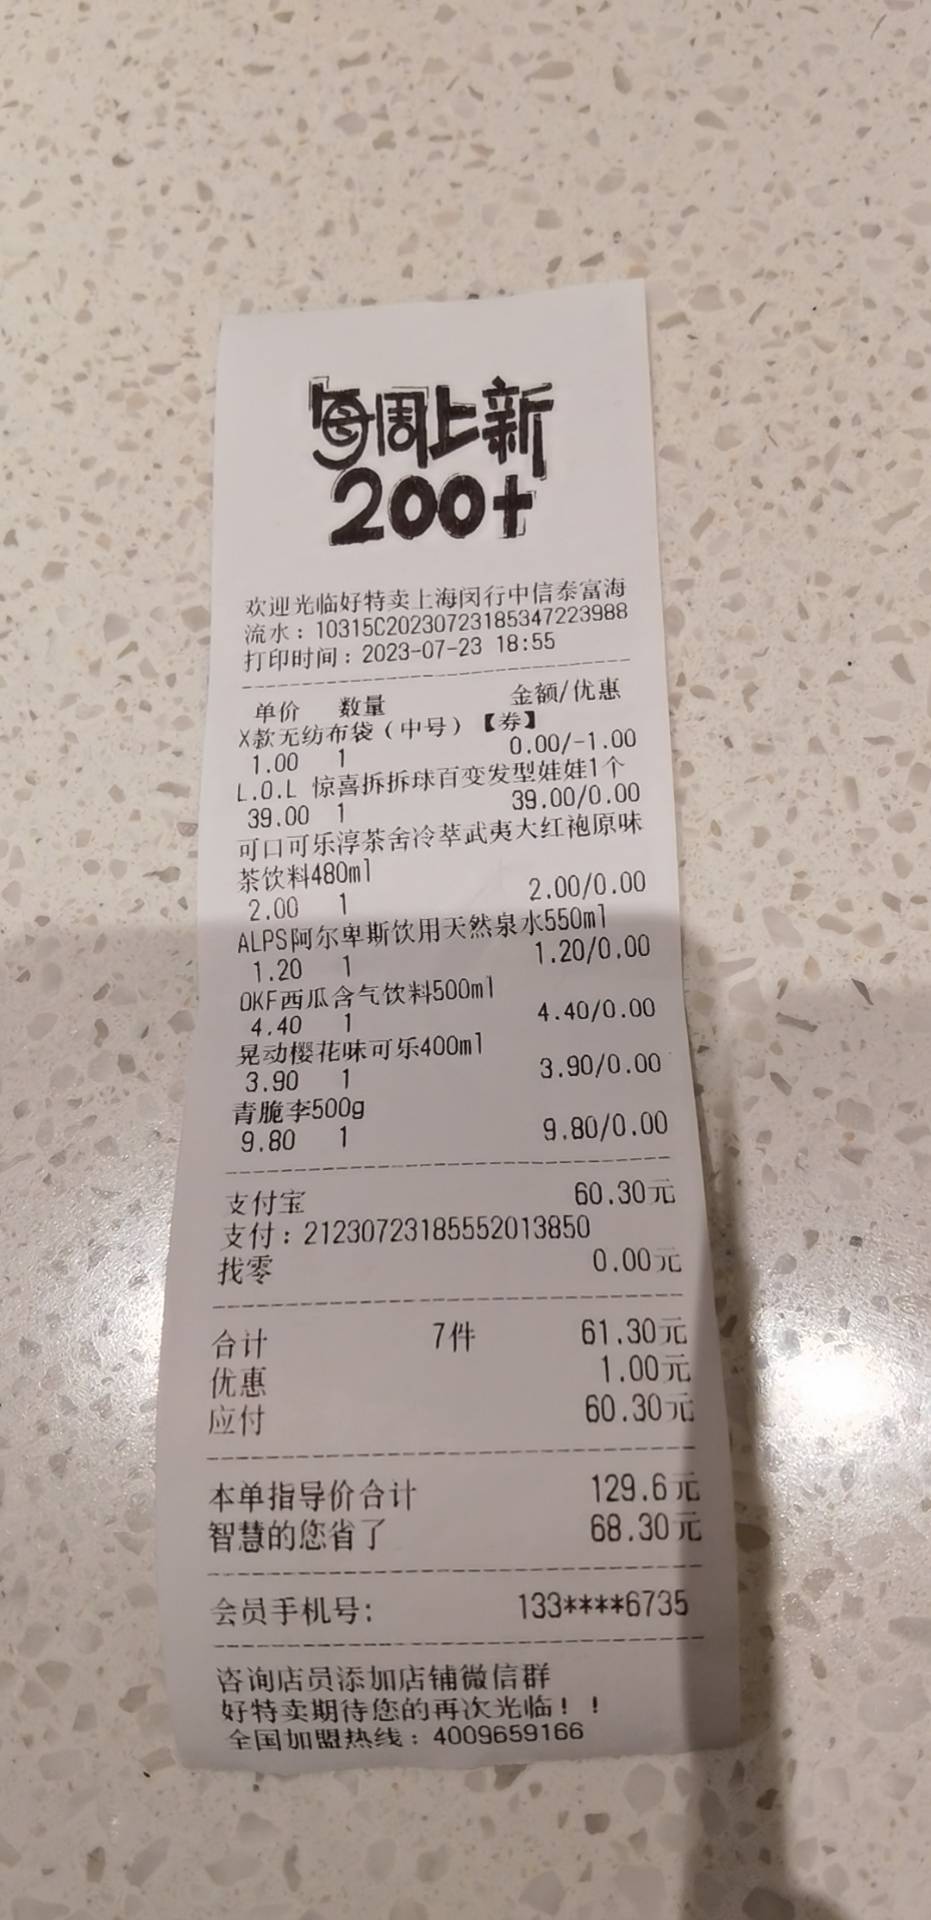 每周上新
200+
欢迎光临好特卖上海闵行中信泰富海
流水：10315C202307231853472​23988
打印时间：2023-07-23 18:55
单价 数量 金额/优惠
X款无纺布袋（中号）【券】
1.00 1 0.00/-1.00
L.O.L 惊喜拆拆球百变发型娃娃1个
39.00 1 39.00/0.00
可口可乐淳茶舍冷萃武夷大红袍原味
茶饮料480ml
2.00 1 2.00/0.00
ALPS阿尔卑斯饮用天然泉水550ml
1.20 1 1.20/0.00
OKF西瓜含气饮料500ml
4.40 1 4.40/0.00
晃动樱花味可乐400ml
3.90 1 3.90/0.00
青脆李500g
9.80 1 9.80/0.00
支付宝 60.30元
支付：21230723185552013850
找零 0.00元
合计 7件 61.30元
优惠 1.00元
应付 60.30元
本单指导价合计 129.6元
智慧的您省了 68.30元
会员手机号: 133****6735
咨询店员添加店铺微信群
好特卖期待您的再次光临！！
全国加盟热线：4009659166